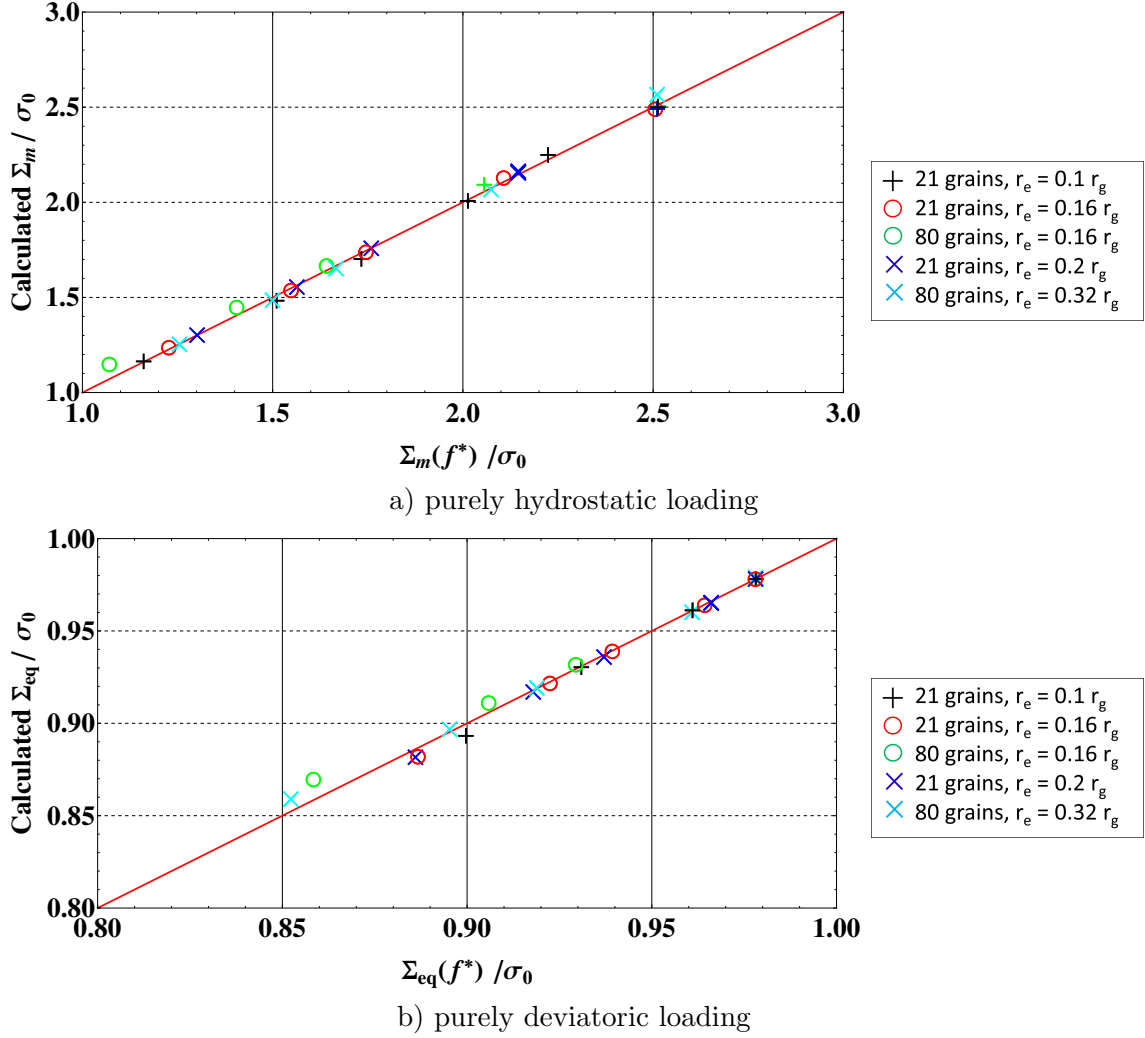 3.0
2.5
2.0
1.5
1.0
Calculated Σm / σ0
1.0 1.5 2.0 2.5 3.0
Σm(f*) /σ0
21 grains, re = 0.1 rg
21 grains, re = 0.16 rg
80 grains, re = 0.16 rg
21 grains, re = 0.2 rg
80 grains, re = 0.32 rg
a) purely hydrostatic loading
1.00
0.95
0.90
0.85
0.80
Calculated Σeq / σ0
0.80 0.85 0.90 0.95 1.00
Σeq(f*) /σ0
21 grains, re = 0.1 rg
21 grains, re = 0.16 rg
80 grains, re = 0.16 rg
21 grains, re = 0.2 rg
80 grains, re = 0.32 rg
b) purely deviatoric loading